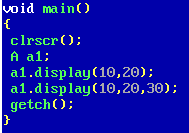 void main()
{
clrscr();
A a1;
a1.display(10,20);
a1.display(10,20,30);
getch();
}